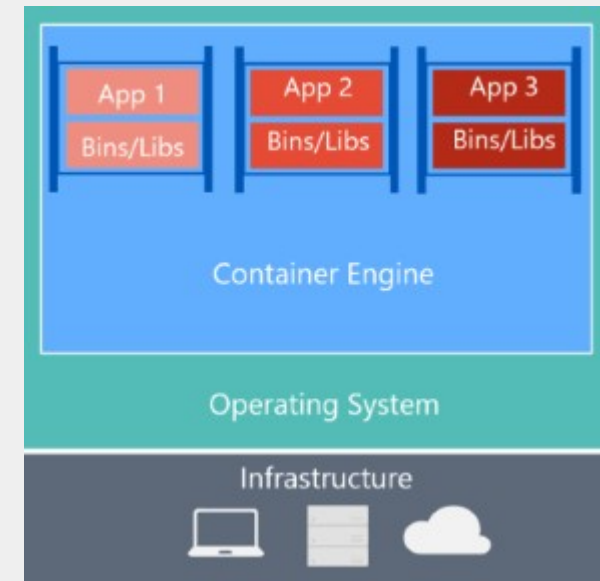 App 1
App 2
App 3
Bins/Libs
Bins/Libs
Bins/Libs
Container Engine
Operating System
Infrastructure